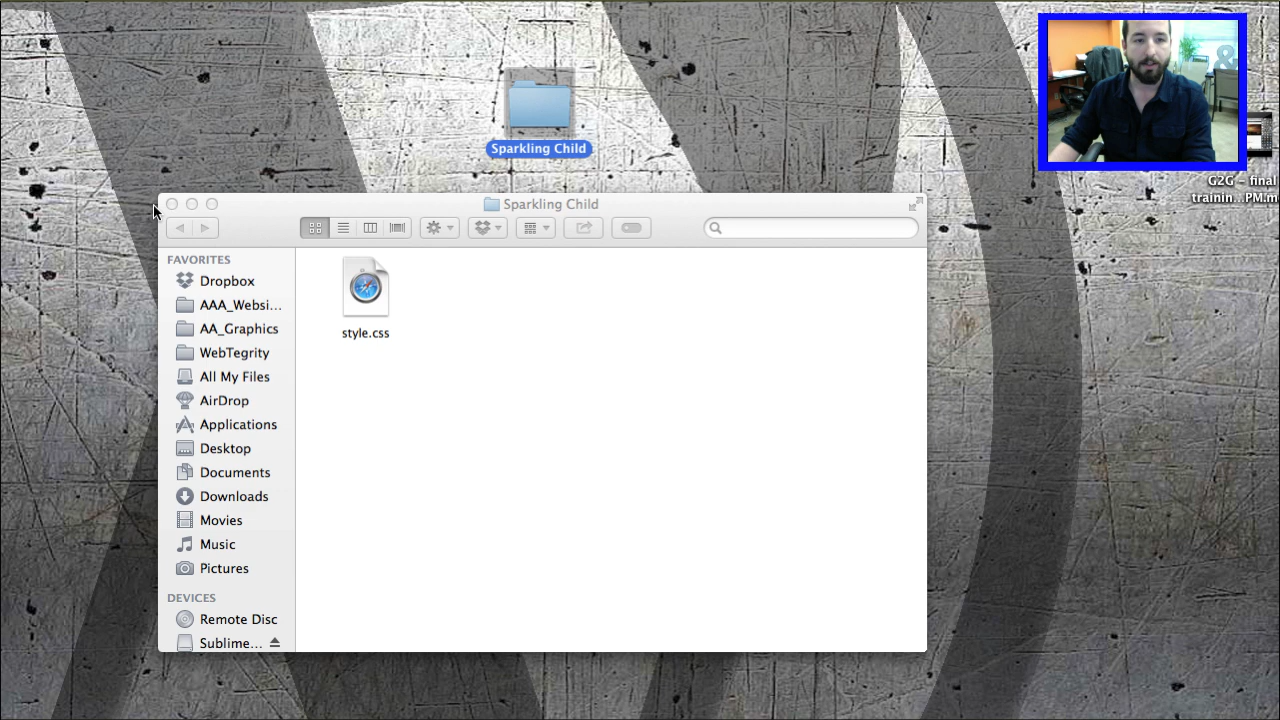 Sparkling Child
G2G – final
trainin...PM.m
Sparkling Child
FAVORITES
Dropbox
AAA_Websi...
AA_Graphics
WebTegrity
All My Files
AirDrop
Applications
Desktop
Documents
Downloads
Movies
Music
Pictures
DEVICES
Remote Disc
Sublime...
style.css
&